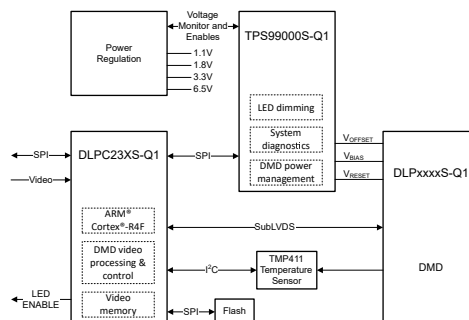 Voltage
Monitor and
Enables
TPS99000S-Q1
Power
Regulation
1.1V
1.8V
3.3V
6.5V
LED dimming
System
diagnostics
DMD power
management
VOFFSET
VBIAS
VRESET
DLPC23XS-Q1
SPI
SPI
Video
DLPxxxxS-Q1
ARM®
Cortex®-R4F
SubLVDS
DMD video
processing &
control
I²C
TMP411
Temperature
Sensor
DMD
LED
ENABLE
Video
memory
SPI
Flash